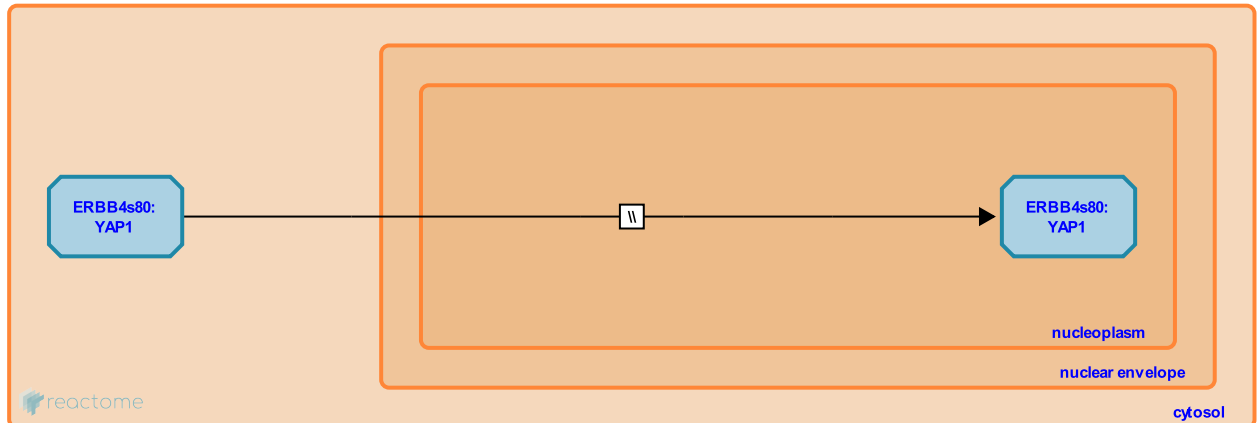 ERBB4s80:
YAP1
\\
ERBB4s80:
YAP1
nucleoplasm
nuclear envelope
cytosol
reactome